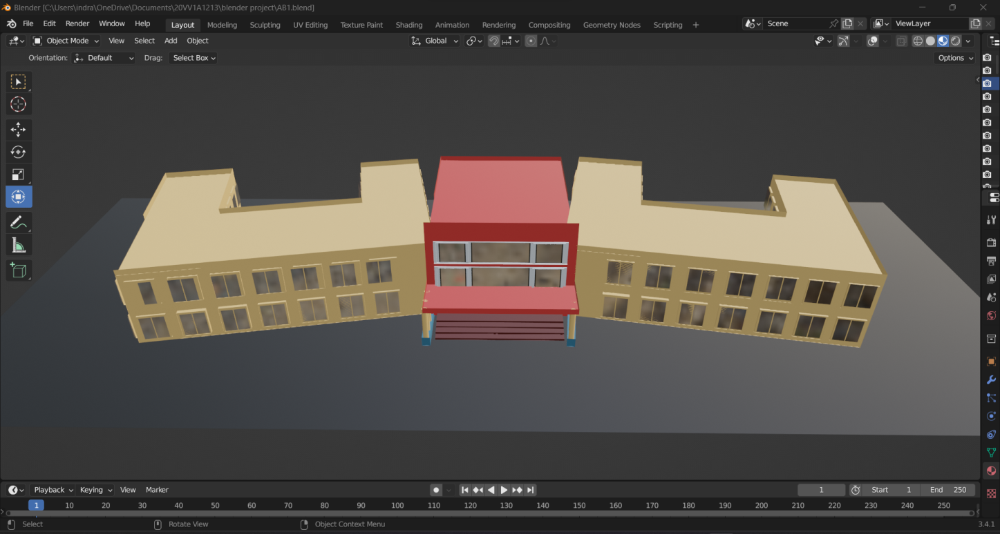 Blender [C:\Users\indra\OneDrive\Documents\20VV1A1213\blender project\AB1.blend]
File Edit Render Window Help Layout Modeling Sculpting UV Editing Texture Paint Shading Animation Rendering Compositing Geometry Nodes Scripting + Scene ViewLayer
Object Mode View Select Add Object Global
Orientation: Default Drag: Select Box Options
Playback Keying View Marker 1 Start 1 End 250
1 10 20 30 40 50 60 70 80 90 100 110 120 130 140 150 160 170 180 190 200 210 220 230 240 250
Select Rotate View Object Context Menu 3.4.1